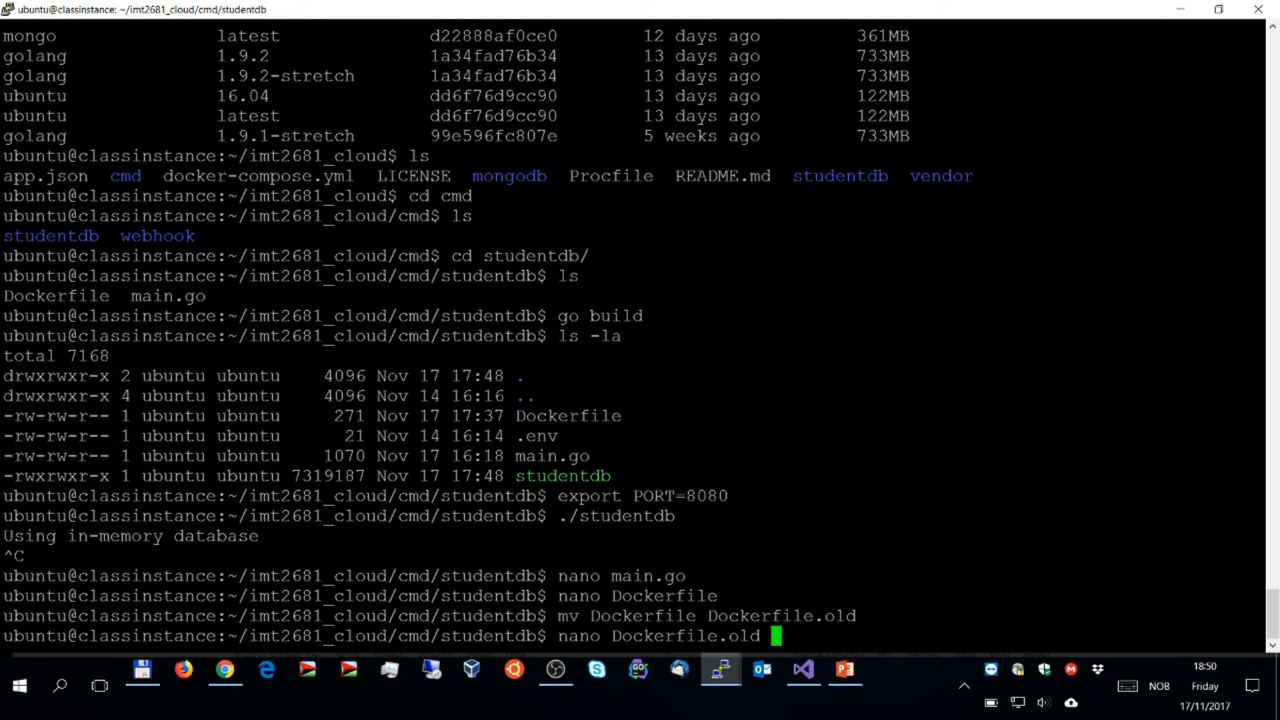 ubuntu@classinstance: ~/imt2681_cloud/cmd/studentdb
mongo latest d22888af0ce0 12 days ago 361MB
golang 1.9.2 1a34fad76b34 13 days ago 733MB
golang 1.9.2-stretch 1a34fad76b34 13 days ago 733MB
ubuntu 16.04 dd6f76d9cc90 13 days ago 122MB
ubuntu latest dd6f76d9cc90 13 days ago 122MB
golang 1.9.1-stretch 99e596fc807e 5 weeks ago 733MB
ubuntu@classinstance:~/imt2681_cloud$ ls
app.json cmd docker-compose.yml LICENSE mongodb Procfile README.md studentdb vendor
ubuntu@classinstance:~/imt2681_cloud$ cd cmd
ubuntu@classinstance:~/imt2681_cloud/cmd$ ls
studentdb webhook
ubuntu@classinstance:~/imt2681_cloud/cmd$ cd studentdb/
ubuntu@classinstance:~/imt2681_cloud/cmd/studentdb$ ls
Dockerfile main.go
ubuntu@classinstance:~/imt2681_cloud/cmd/studentdb$ go build
ubuntu@classinstance:~/imt2681_cloud/cmd/studentdb$ ls -la
total 7168
drwxrwxr-x 2 ubuntu ubuntu 4096 Nov 17 17:48 .
drwxrwxr-x 4 ubuntu ubuntu 4096 Nov 14 16:16 ..
-rw-rw-r-- 1 ubuntu ubuntu 271 Nov 17 17:37 Dockerfile
-rw-rw-r-- 1 ubuntu ubuntu 21 Nov 14 16:14 .env
-rw-rw-r-- 1 ubuntu ubuntu 1070 Nov 17 16:18 main.go
-rwxrwxr-x 1 ubuntu ubuntu 7319187 Nov 17 17:48 studentdb
ubuntu@classinstance:~/imt2681_cloud/cmd/studentdb$ export PORT=8080
ubuntu@classinstance:~/imt2681_cloud/cmd/studentdb$ ./studentdb
Using in-memory database
^C
ubuntu@classinstance:~/imt2681_cloud/cmd/studentdb$ nano main.go
ubuntu@classinstance:~/imt2681_cloud/cmd/studentdb$ nano Dockerfile
ubuntu@classinstance:~/imt2681_cloud/cmd/studentdb$ mv Dockerfile Dockerfile.old
ubuntu@classinstance:~/imt2681_cloud/cmd/studentdb$ nano Dockerfile.old
18:50
NOB Friday
17/11/2017